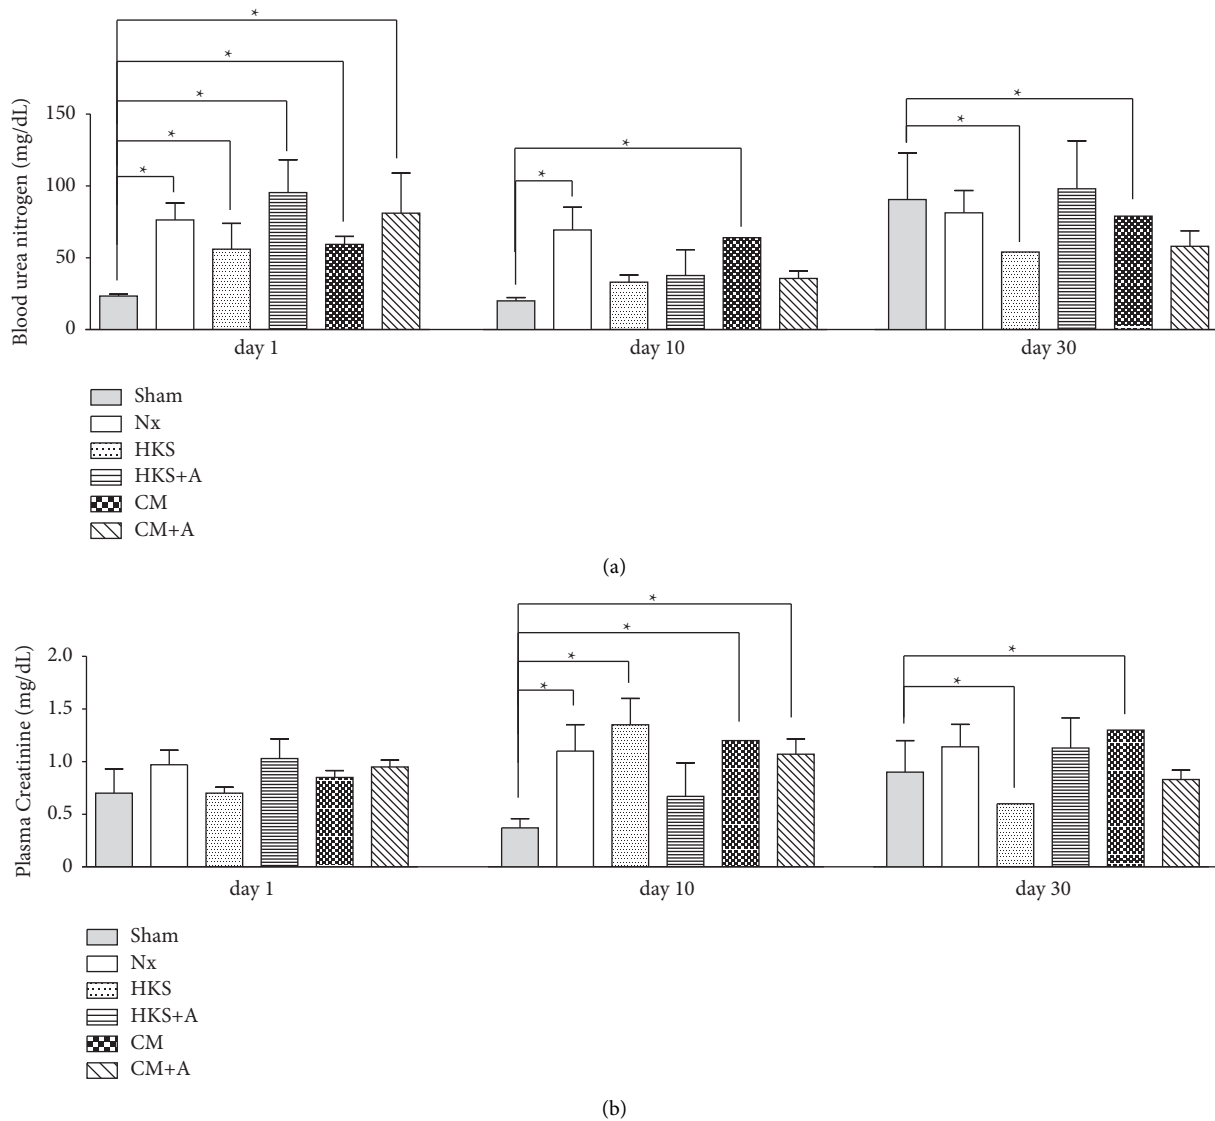 Blood urea nitrogen (mg/dL)
150
100
50
0
* * * * *
* *
* *
day 1 day 10 day 30
Sham
Nx
HKS
HKS+A
CM
CM+A
(a)
Plasma Creatinine (mg/dL)
2.0
1.5
1.0
0.5
0
* * * *
* *
day 1 day 10 day 30
Sham
Nx
HKS
HKS+A
CM
CM+A
(b)